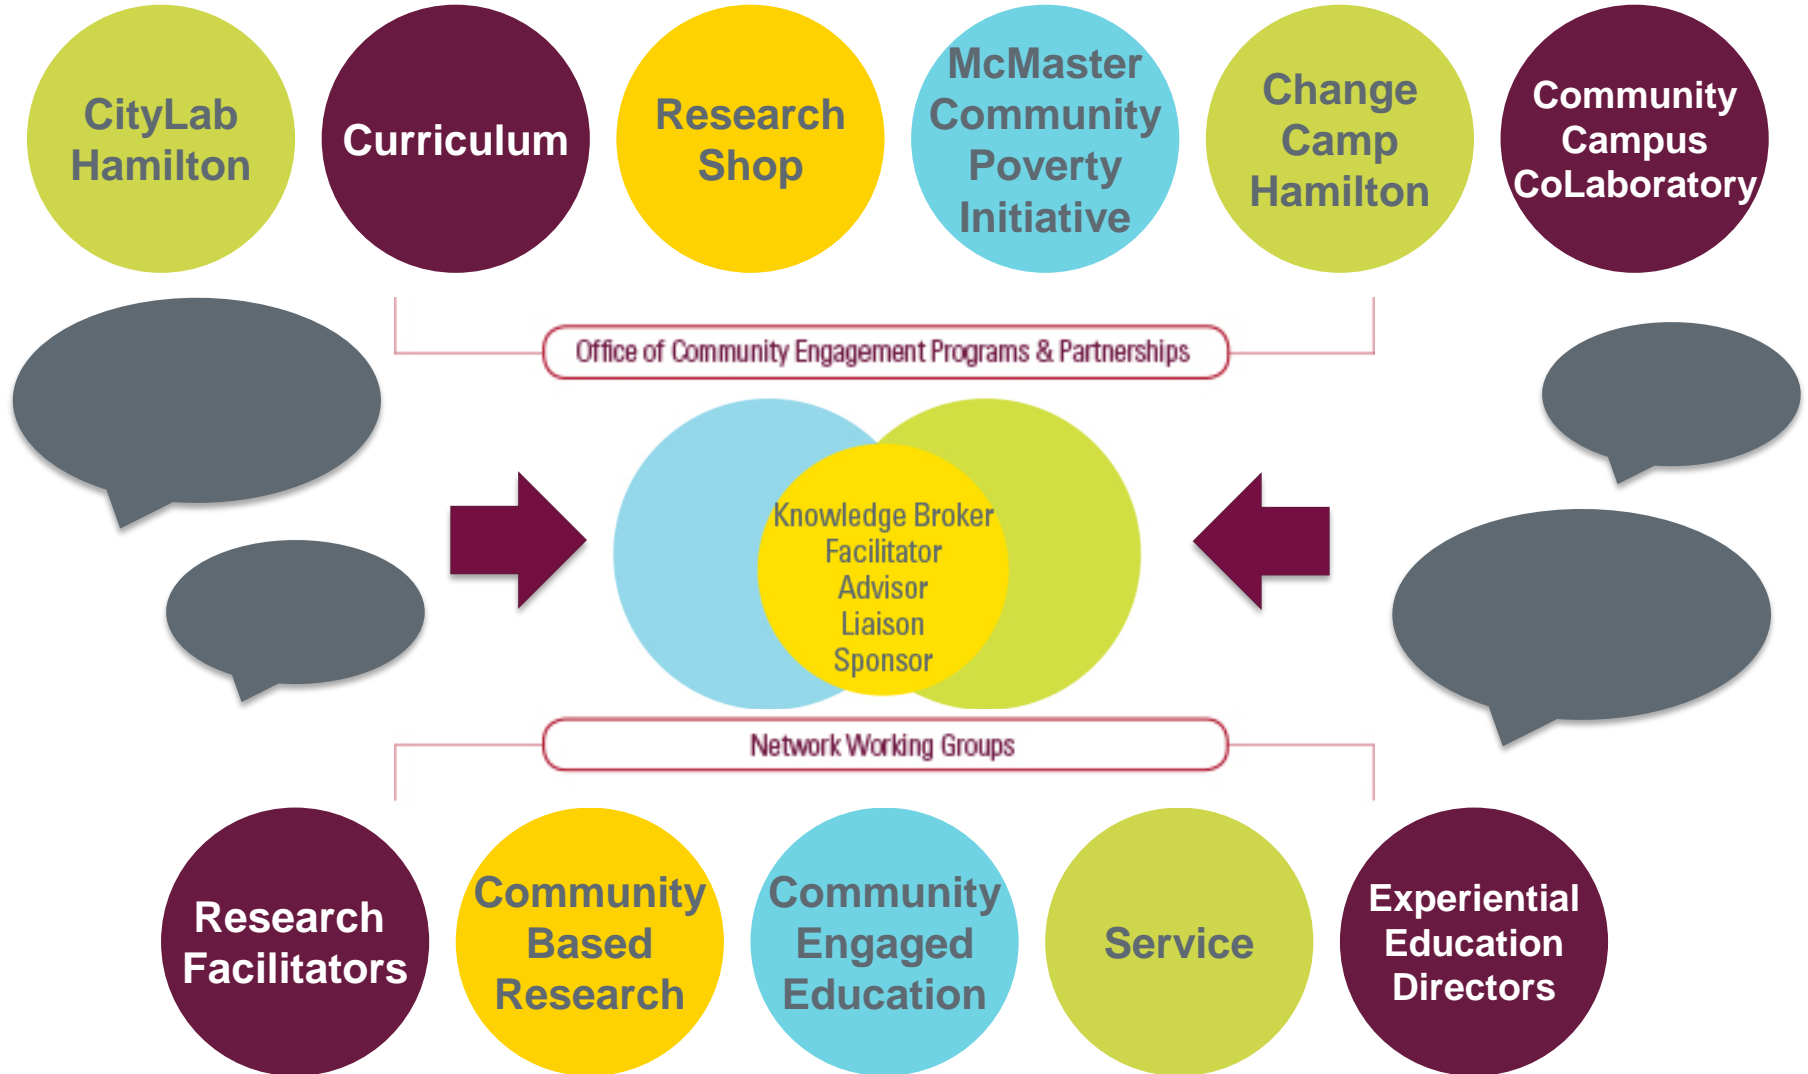 CityLab
Hamilton
Curriculum
Research
Shop
McMaster
Community
Poverty
Initiative
Change
Camp
Hamilton
Community
Campus
CoLaboratory
Office of Community Engagement Programs & Partnerships
Knowledge Broker
Facilitator
Advisor
Liaison
Sponsor
Network Working Groups
Research
Facilitators
Community
Based
Research
Community
Engaged
Education
Service
Experiential
Education
Directors